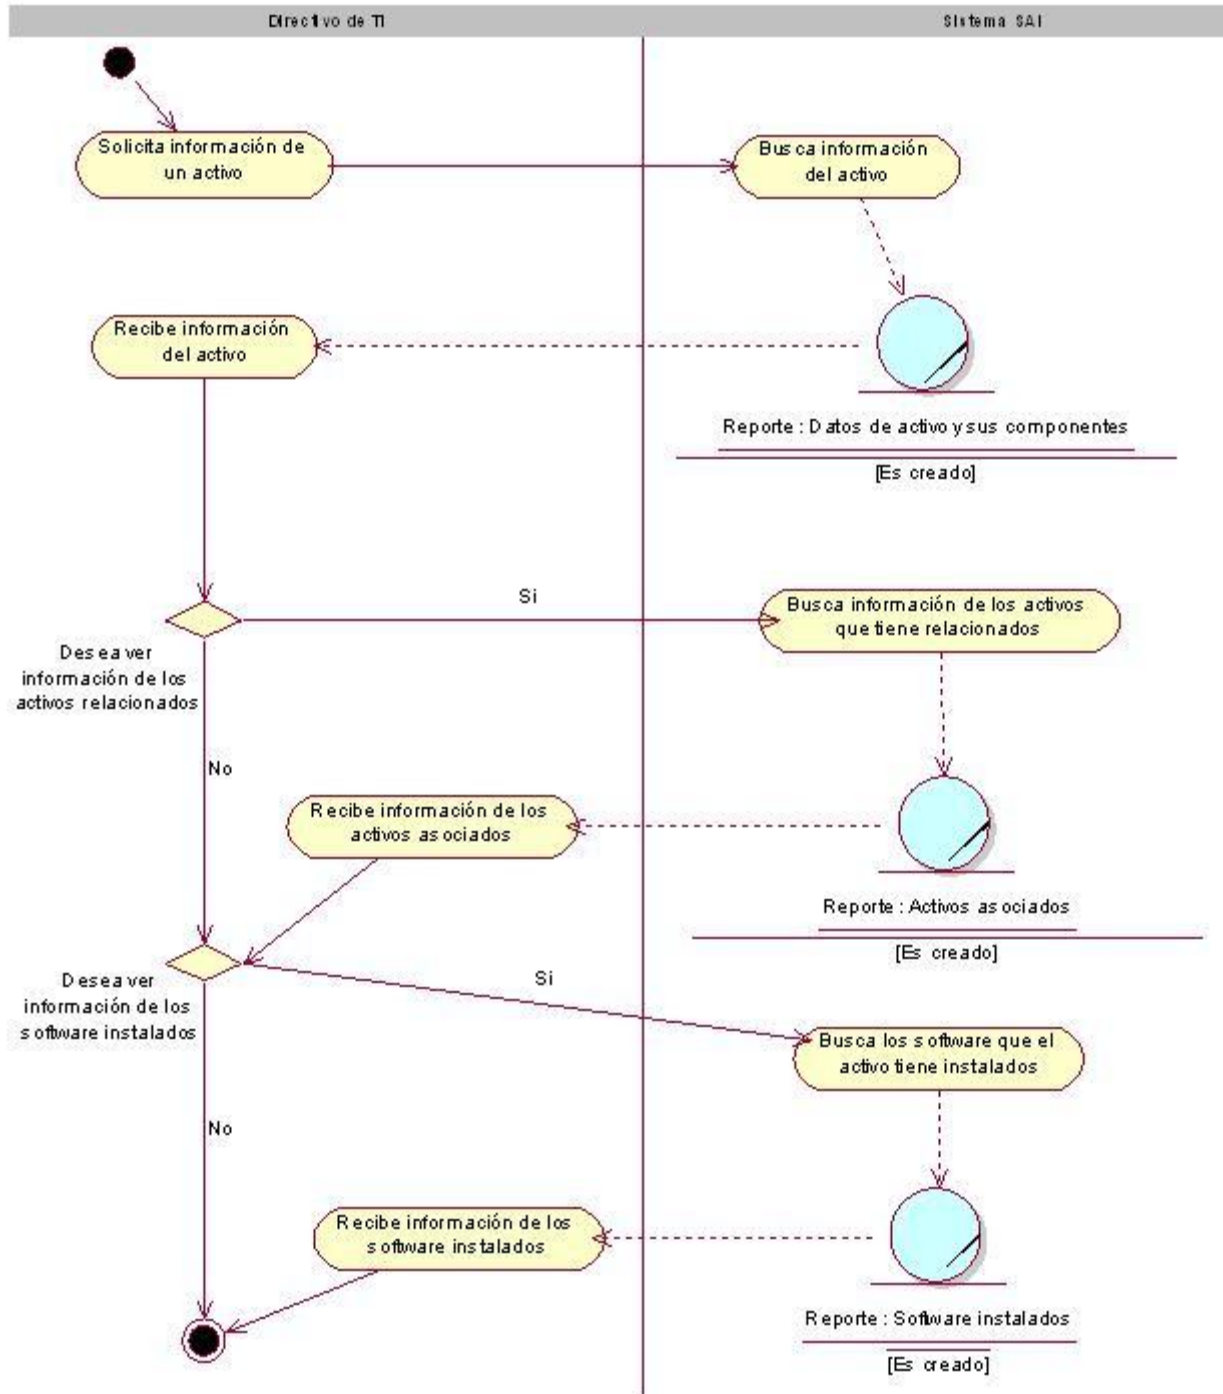 Directivo de TI
Sistema SAI
Solicita información de
un activo
Busca información
del activo
Recibe información
del activo
Reporte : Datos de activo y sus componentes
[Es creado]
Si
Busca información de los activos
que tiene relacionados
Desea ver
información de los
activos relacionados
No
Recibe información de los
activos asociados
Reporte : Activos asociados
[Es creado]
Desea ver
información de los
software instalados
Si
Busca los software que el
activo tiene instalados
No
Recibe información de los
software instalados
Reporte : Software instalados
[Es creado]